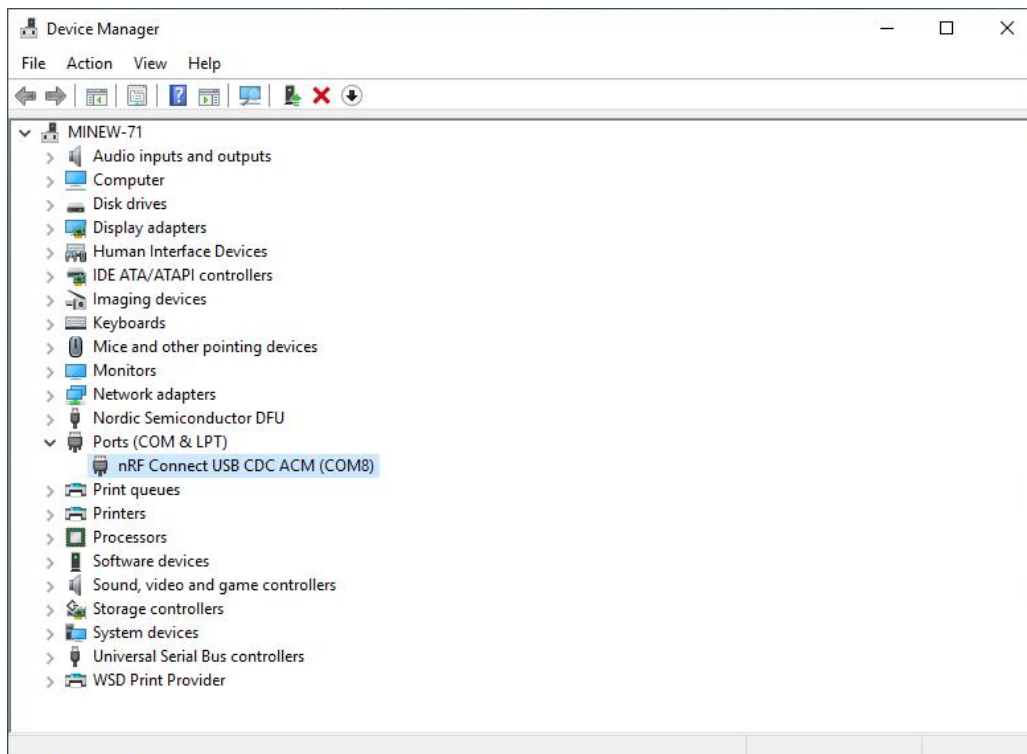 Device Manager
File Action View Help
MINEW-71
Audio inputs and outputs
Computer
Disk drives
Display adapters
Human Interface Devices
IDE ATA/ATAPI controllers
Imaging devices
Keyboards
Mice and other pointing devices
Monitors
Network adapters
Nordic Semiconductor DFU
Ports (COM & LPT)
nRF Connect USB CDC ACM (COM8)
Print queues
Printers
Processors
Software devices
Sound, video and game controllers
Storage controllers
System devices
Universal Serial Bus controllers
WSD Print Provider